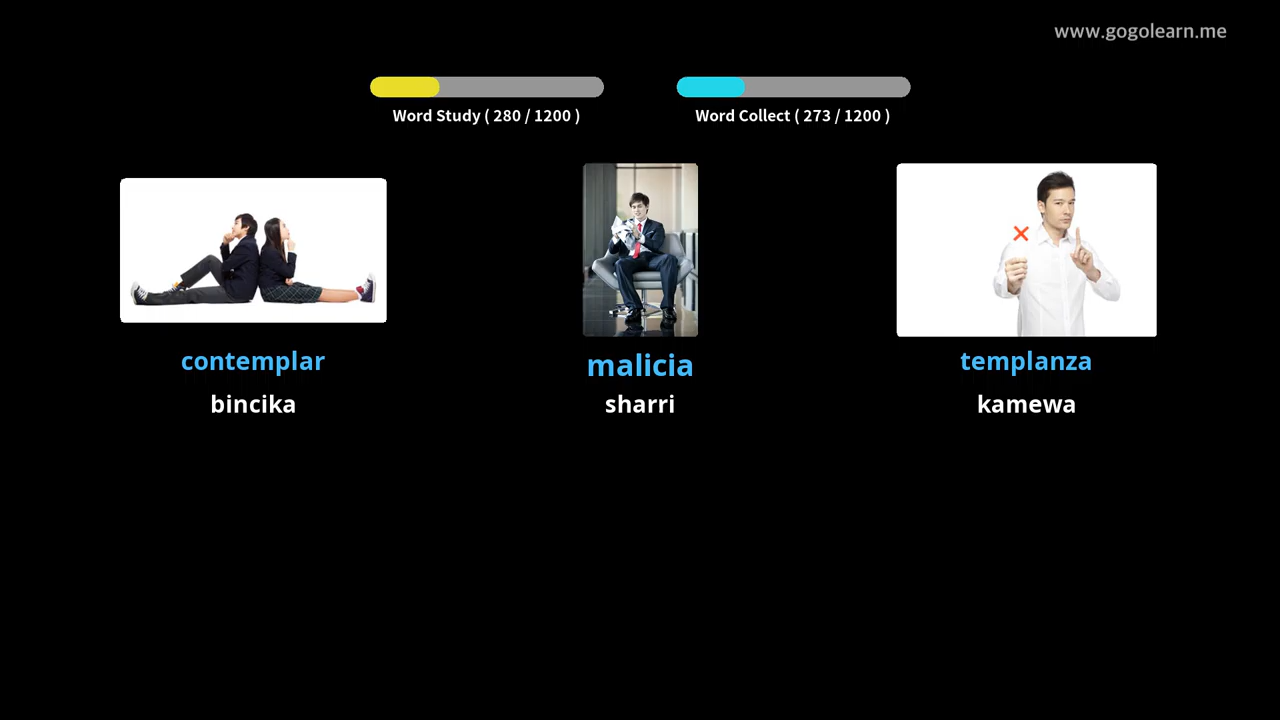 www.gogolearn.me
Word Study ( 280 / 1200 )
Word Collect ( 273 / 1200 )
contemplar
malicia
templanza
bincika
sharri
kamewa